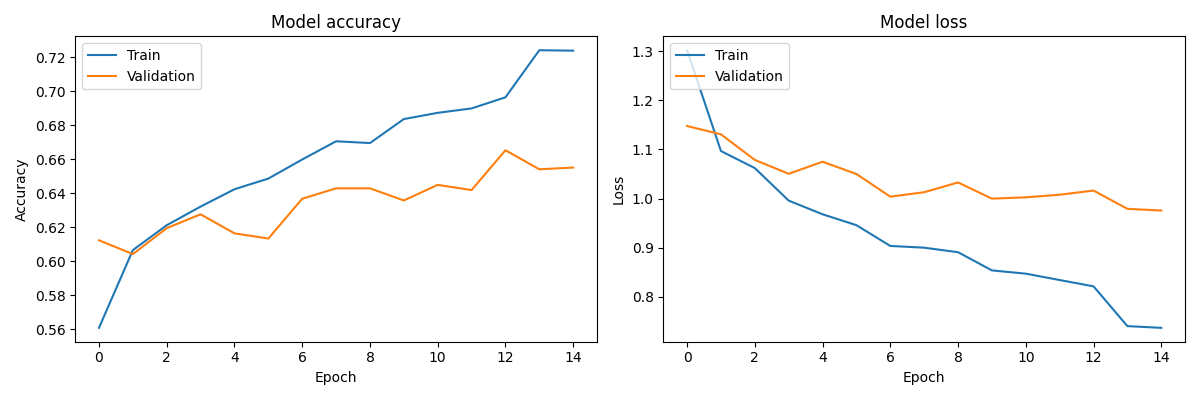 Model accuracy
Train
Validation
0.72
0.70
0.68
0.66
0.64
0.62
0.60
0.58
0.56
Accuracy
0 2 4 6 8 10 12 14
Epoch
Model loss
Train
Validation
1.3
1.2
1.1
1.0
0.9
0.8
Loss
0 2 4 6 8 10 12 14
Epoch